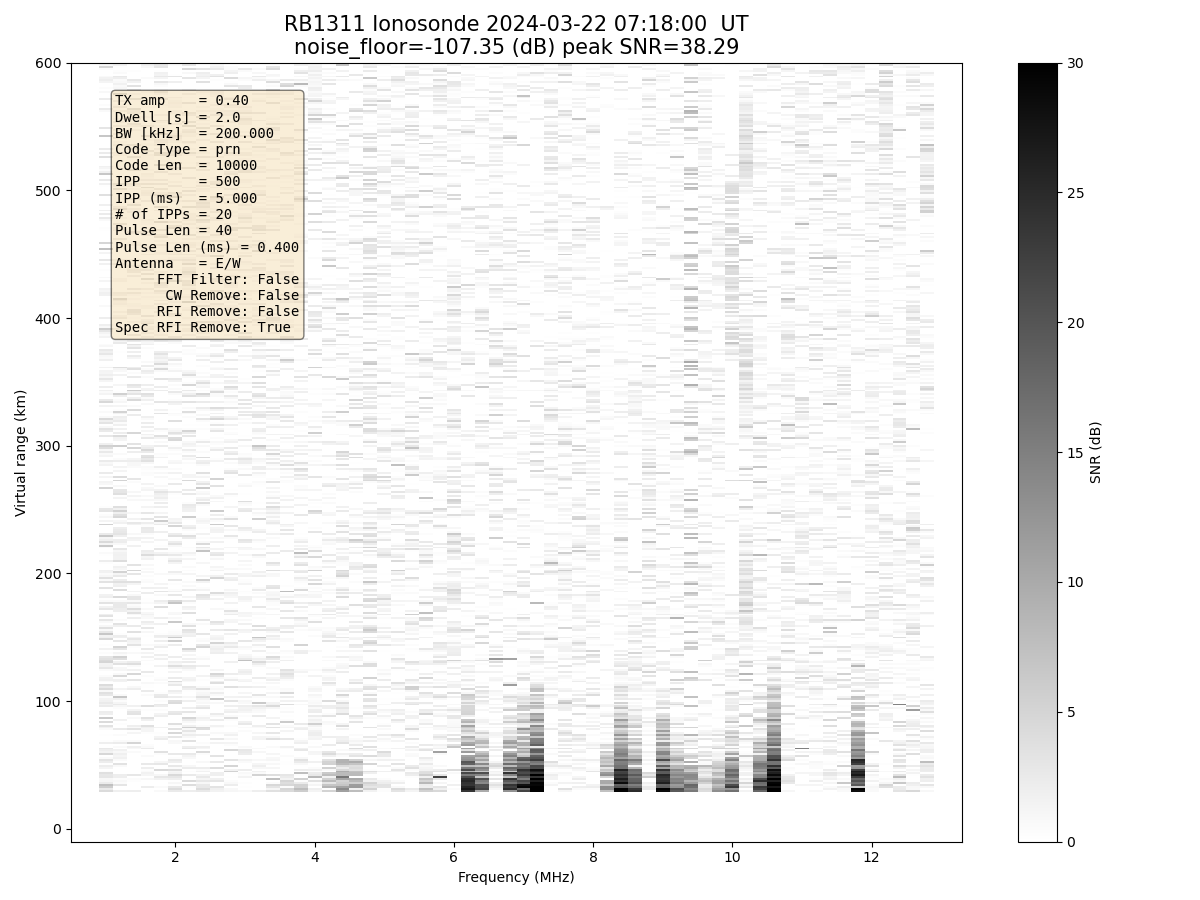 RB1311 Ionosonde 2024-03-22 07:18:00 UT
noise_floor=-107.35 (dB) peak SNR=38.29
TX amp    = 0.40
Dwell [s] = 2.0
BW [kHz]  = 200.000
Code Type = prn
Code Len  = 10000
IPP       = 500
IPP (ms)  = 5.000
# of IPPs = 20
Pulse Len = 40
Pulse Len (ms) = 0.400
Antenna   = E/W
FFT Filter: False
CW Remove: False
RFI Remove: False
Spec RFI Remove: True
Virtual range (km)
600
500
400
300
200
100
0
2 4 6 8 10 12
Frequency (MHz)
30
25
20
15
10
5
0
SNR (dB)